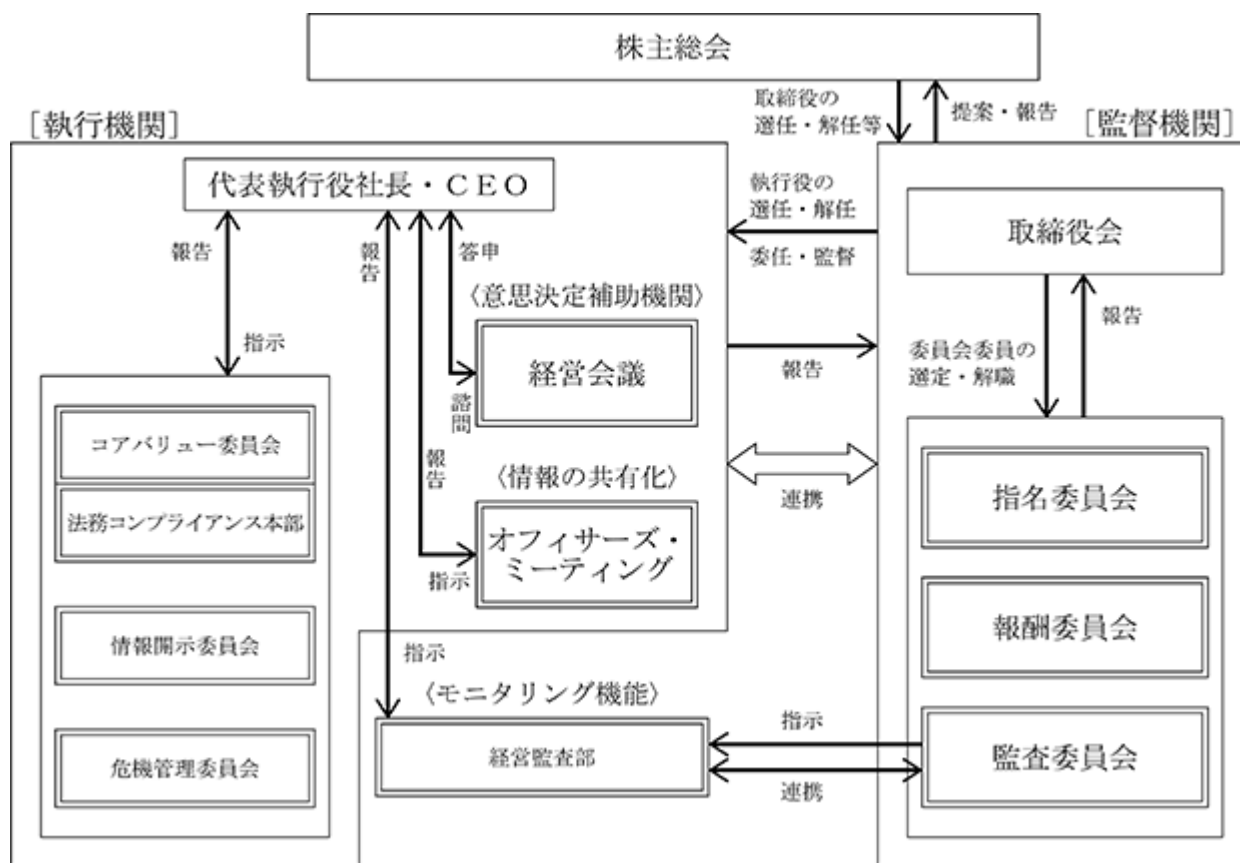 株主総会
取締役の
選任・解任等
提案・報告
［執行機関］
［監督機関］
代表執行役社長・ＣＥＯ
執行役の
選任・解任
委任・監督
取締役会
報告
報告
答申
〈意思決定補助機関〉
経営会議
諮問
指示
報告
報告
委員会委員の
選定・解職
コアバリュー委員会
法務コンプライアンス本部
報告
〈情報の共有化〉
オフィサーズ・
ミーティング
指示
連携
指名委員会
情報開示委員会
報酬委員会
指示
〈モニタリング機能〉
経営監査部
危機管理委員会
指示
連携
監査委員会